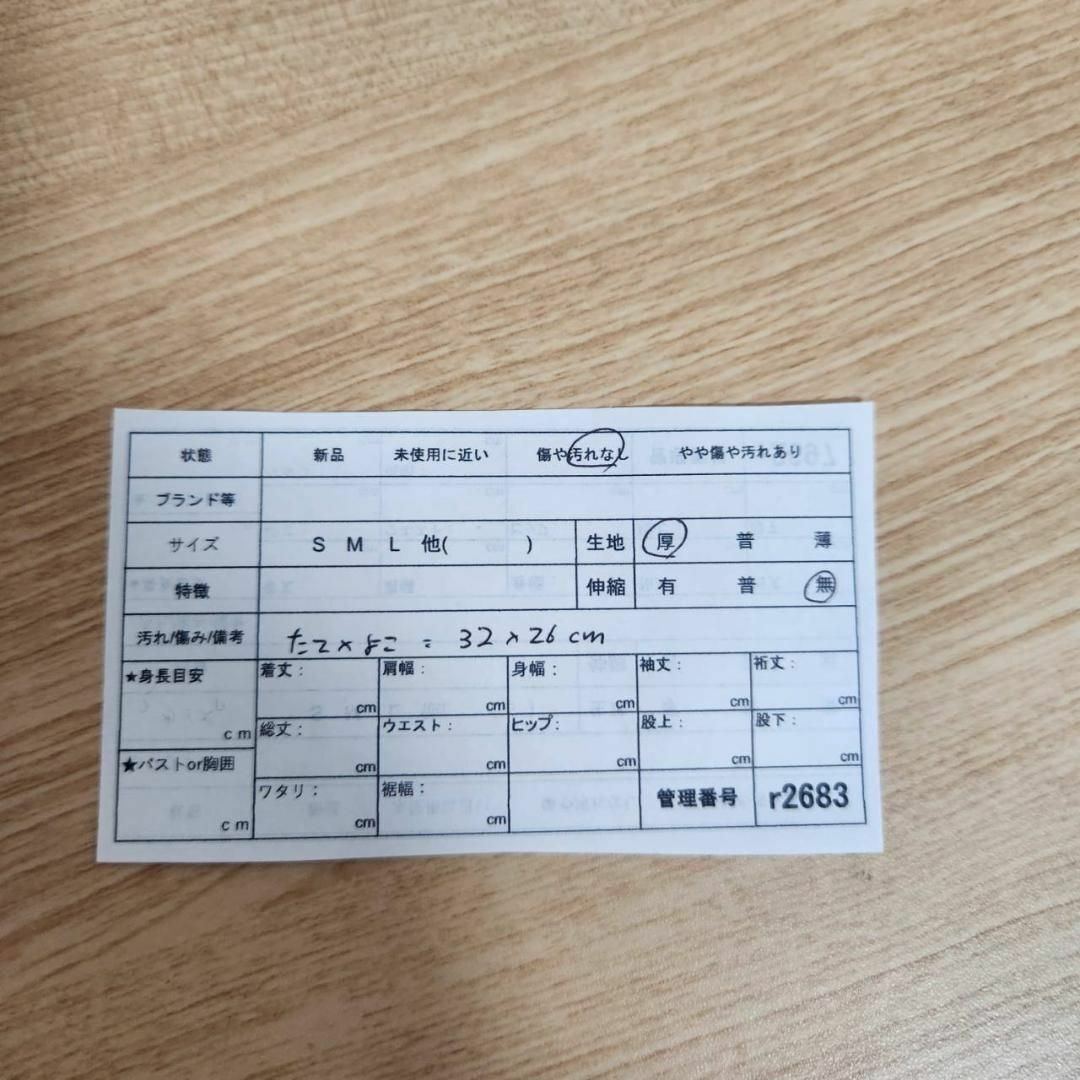 状態 新品 未使用に近い 傷や汚れなし やや傷や汚れあり
ブランド等
サイズ S M L 他( ) 生地 厚 普 薄
特徴 伸縮 有 普 無
汚れ/傷み/備考 たて×よこ = 32×26cm
★身長目安 着丈: 肩幅: 身幅: 袖丈: 裄丈:
cm cm cm cm cm
cm 総丈: ウエスト: ヒップ: 股上: 股下:
★バストor胸囲 cm cm cm cm cm
ワタリ: 裾幅: 管理番号 r2683
cm cm cm